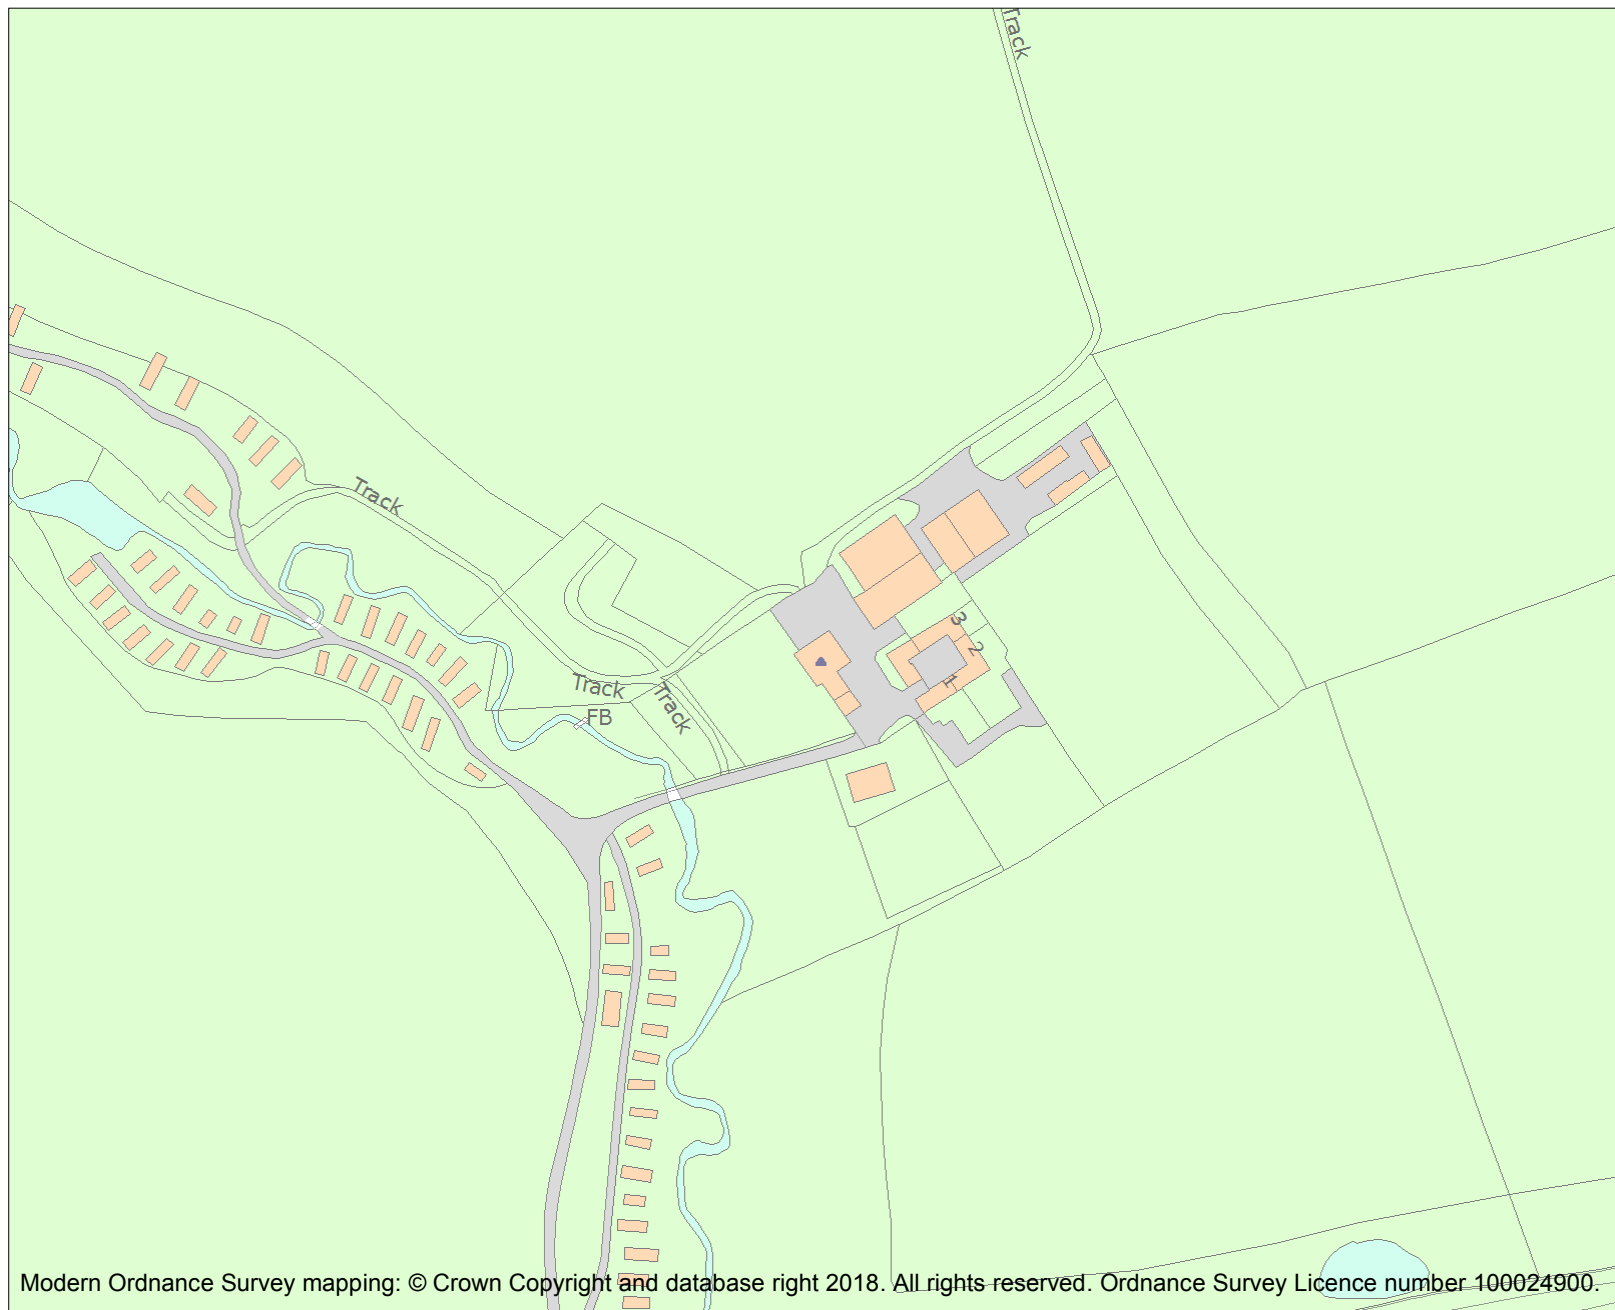 Track
Track
3
2
1
Track
Track
FB
Modern Ordnance Survey mapping: © Crown Copyright and database right 2018. All rights reserved. Ordnance Survey Licence number 100024900.